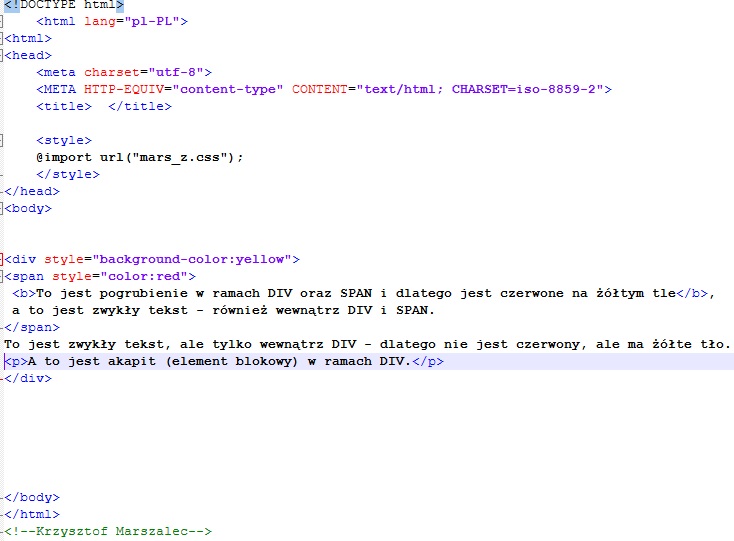 <!DOCTYPE html>
<html lang="pl-PL">
<html>
<head>
<meta charset="utf-8">
<META HTTP-EQUIV="content-type" CONTENT="text/html; CHARSET=iso-8859-2">
<title>  </title>
<style>
@import url("mars_z.css");
</style>
</head>
<body>
<div style="background-color:yellow">
<span style="color:red">
<b>To jest pogrubienie w ramach DIV oraz SPAN i dlatego jest czerwone na żółtym tle</b>,
a to jest zwykły tekst - również wewnątrz DIV i SPAN.
</span>
To jest zwykły tekst, ale tylko wewnątrz DIV - dlatego nie jest czerwony, ale ma żółte tło.
<p>A to jest akapit (element blokowy) w ramach DIV.</p>
</div>
</body>
</html>
<!--Krzysztof Marszalec-->